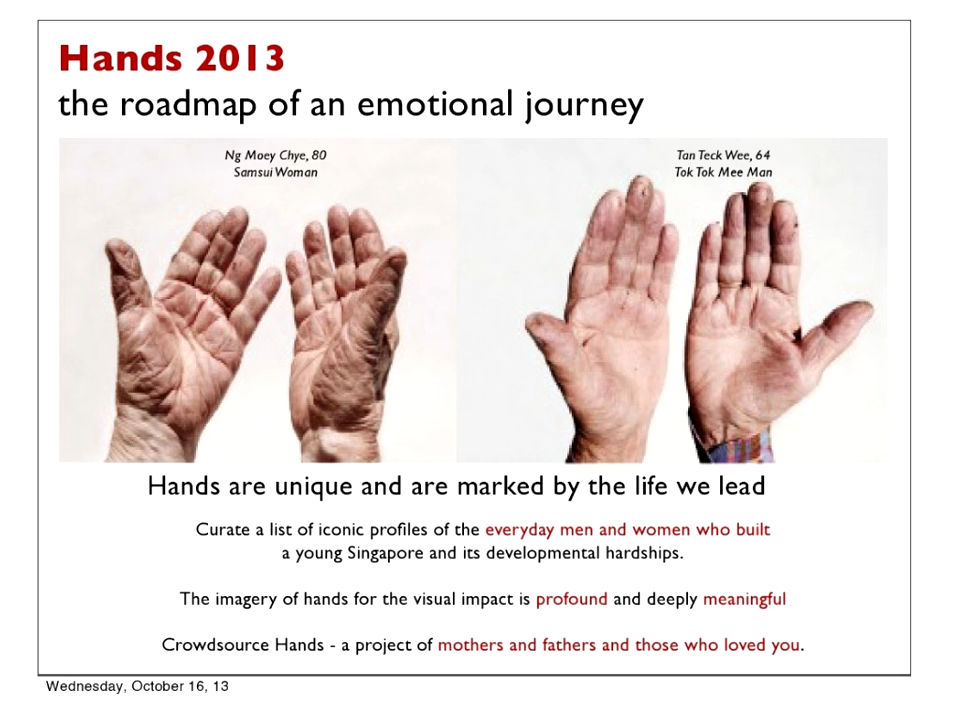 Hands 2013
the roadmap of an emotional journey
Ng Moey Chye, 80
Samsui Woman
Tan Teck Wee, 64
Tok Tok Mee Man
Hands are unique and are marked by the life we lead
Curate a list of iconic profiles of the everyday men and women who built
a young Singapore and its developmental hardships.
The imagery of hands for the visual impact is profound and deeply meaningful
Crowdsource Hands - a project of mothers and fathers and those who loved you.
Wednesday, October 16, 13